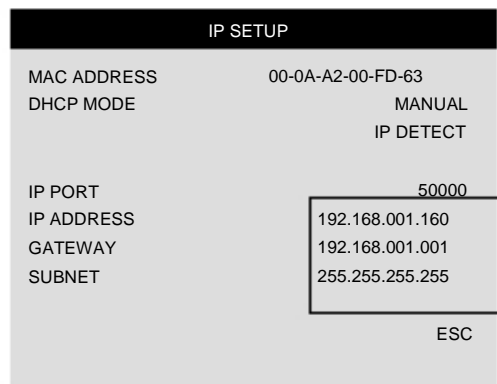 IP SETUP
MAC ADDRESS 00-0A-A2-00-FD-63
DHCP MODE MANUAL
IP DETECT
IP PORT 50000
IP ADDRESS 192.168.001.160
GATEWAY 192.168.001.001
SUBNET 255.255.255.255
ESC